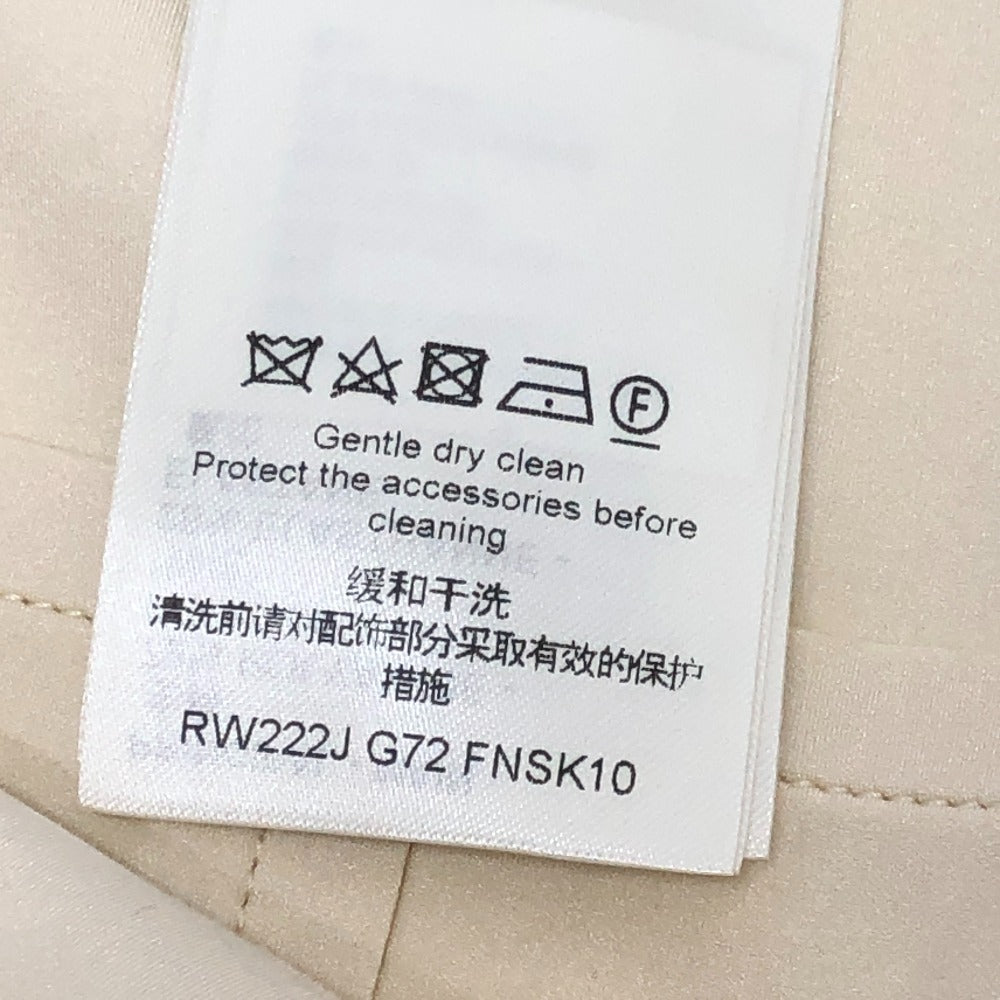 F
Gentle dry clean
Protect the accessories before
cleaning
缓和干洗
清洗前请对配饰部分采取有效的保护
措施
RW222J G72 FNSK10